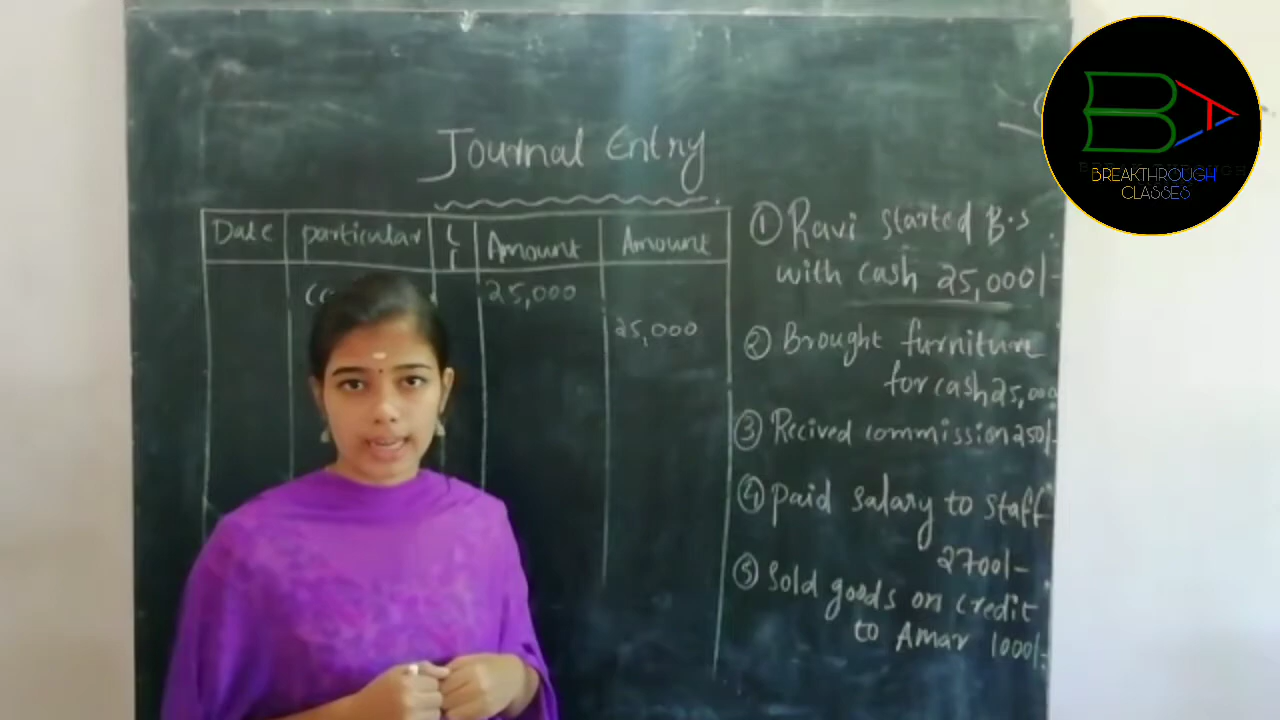 Journal Entry
Date particular L Amount Amount
25,000
25,000
① Ravi started B.s
with cash 25,000/-
② Brought furniture
for cash 25,000
③ Recived commission 250/-
④ paid salary to staff
2700/-
⑤ Sold goods on credit
to Amar 1000/-
BREAKTHROUGH
CLASSES